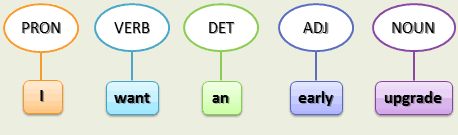 PRON VERB DET ADJ NOUN
I want an early upgrade